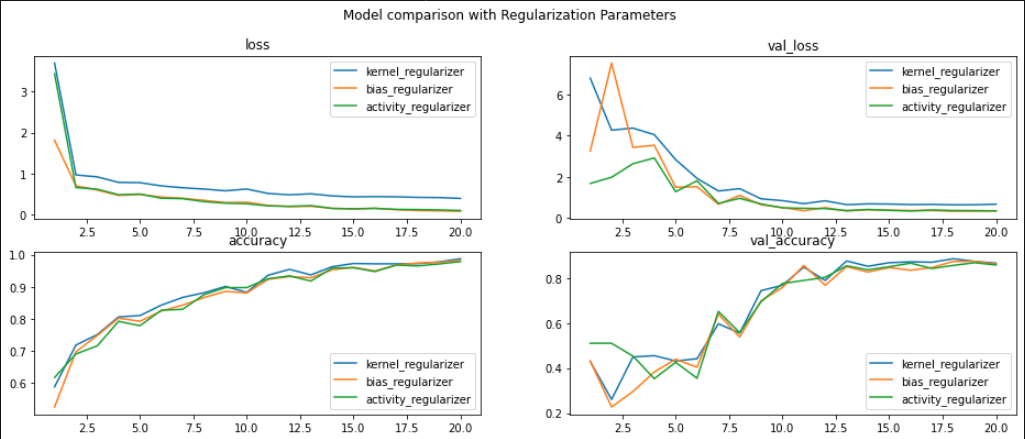 Model comparison with Regularization Parameters
loss
3
2
1
0
kernel_regularizer
bias_regularizer
activity_regularizer
2.5 5.0 7.5 10.0 12.5 15.0 17.5 20.0
val_loss
6
4
2
0
kernel_regularizer
bias_regularizer
activity_regularizer
2.5 5.0 7.5 10.0 12.5 15.0 17.5 20.0
accuracy
1.0
0.9
0.8
0.7
0.6
kernel_regularizer
bias_regularizer
activity_regularizer
2.5 5.0 7.5 10.0 12.5 15.0 17.5 20.0
val_accuracy
0.8
0.6
0.4
0.2
kernel_regularizer
bias_regularizer
activity_regularizer
2.5 5.0 7.5 10.0 12.5 15.0 17.5 20.0